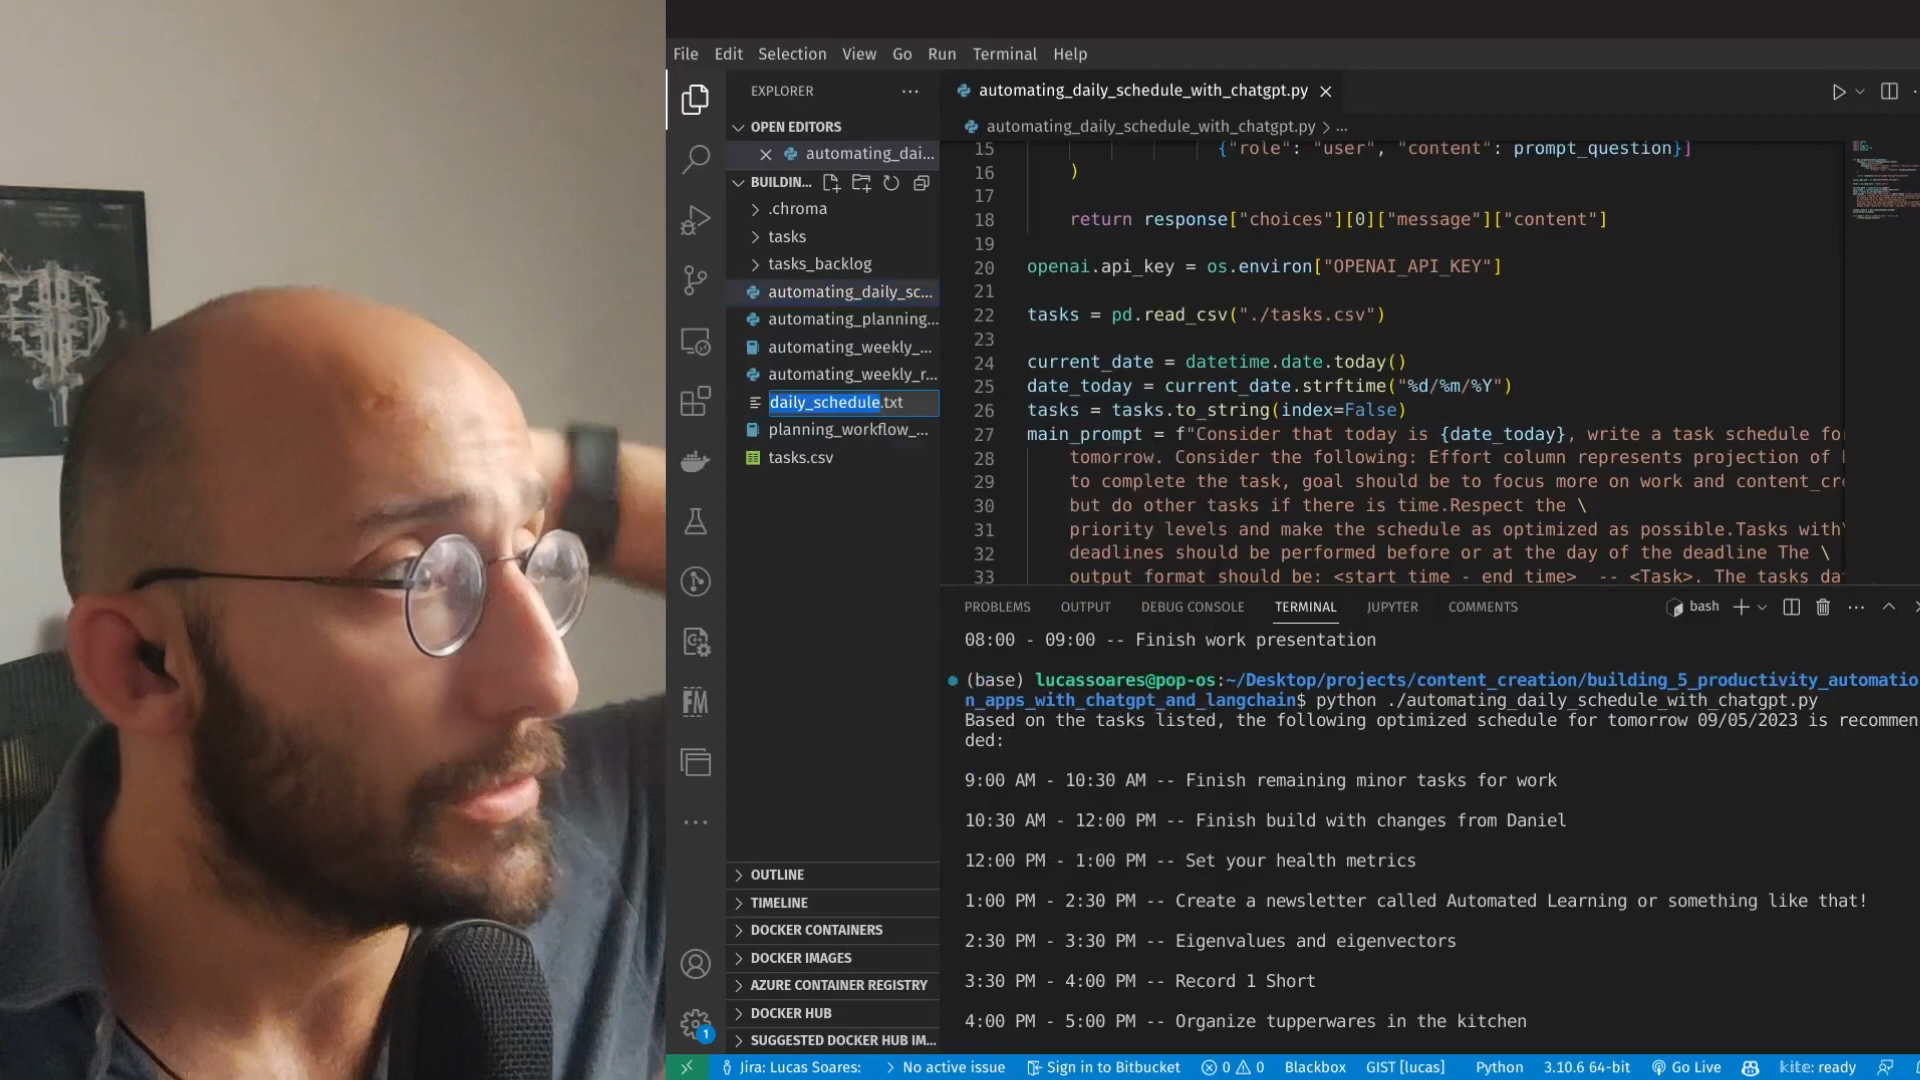 File Edit Selection View Go Run Terminal Help
EXPLORER
automating_daily_schedule_with_chatgpt.py
OPEN EDITORS
automating_daily_schedule_with_chatgpt.py > ...
automating_dai...
BUILDIN...
.chroma
tasks
tasks_backlog
automating_daily_sc...
automating_planning...
automating_weekly_...
automating_weekly_r...
daily_schedule.txt
planning_workflow_...
tasks.csv
15 {"role": "user", "content": prompt_question}]
16 )
17
18 return response["choices"][0]["message"]["content"]
19
20 openai.api_key = os.environ["OPENAI_API_KEY"]
21
22 tasks = pd.read_csv("./tasks.csv")
23
24 current_date = datetime.date.today()
25 date_today = current_date.strftime("%d/%m/%Y")
26 tasks = tasks.to_string(index=False)
27 main_prompt = f"Consider that today is {date_today}, write a task schedule fo
28 tomorrow. Consider the following: Effort column represents projection of
29 to complete the task, goal should be to focus more on work and content_cr
30 but do other tasks if there is time.Respect the \
31 priority levels and make the schedule as optimized as possible.Tasks with\
32 deadlines should be performed before or at the day of the deadline The \
33 output format should be: <start time - end time> -- <Task>. The tasks da
PROBLEMS OUTPUT DEBUG CONSOLE TERMINAL JUPYTER COMMENTS
bash
08:00 - 09:00 -- Finish work presentation
(base) lucassoares@pop-os:~/Desktop/projects/content_creation/building_5_productivity_automatio
n_apps_with_chatgpt_and_langchain$ python ./automating_daily_schedule_with_chatgpt.py
Based on the tasks listed, the following optimized schedule for tomorrow 09/05/2023 is recommen
ded:
9:00 AM - 10:30 AM -- Finish remaining minor tasks for work
10:30 AM - 12:00 PM -- Finish build with changes from Daniel
12:00 PM - 1:00 PM -- Set your health metrics
1:00 PM - 2:30 PM -- Create a newsletter called Automated Learning or something like that!
2:30 PM - 3:30 PM -- Eigenvalues and eigenvectors
3:30 PM - 4:00 PM -- Record 1 Short
4:00 PM - 5:00 PM -- Organize tupperwares in the kitchen
OUTLINE
TIMELINE
DOCKER CONTAINERS
DOCKER IMAGES
AZURE CONTAINER REGISTRY
DOCKER HUB
SUGGESTED DOCKER HUB IM...
FM
1
Jira: Lucas Soares: > No active issue Sign in to Bitbucket 0 0 Blackbox GIST [lucas] Python 3.10.6 64-bit Go Live kite: ready